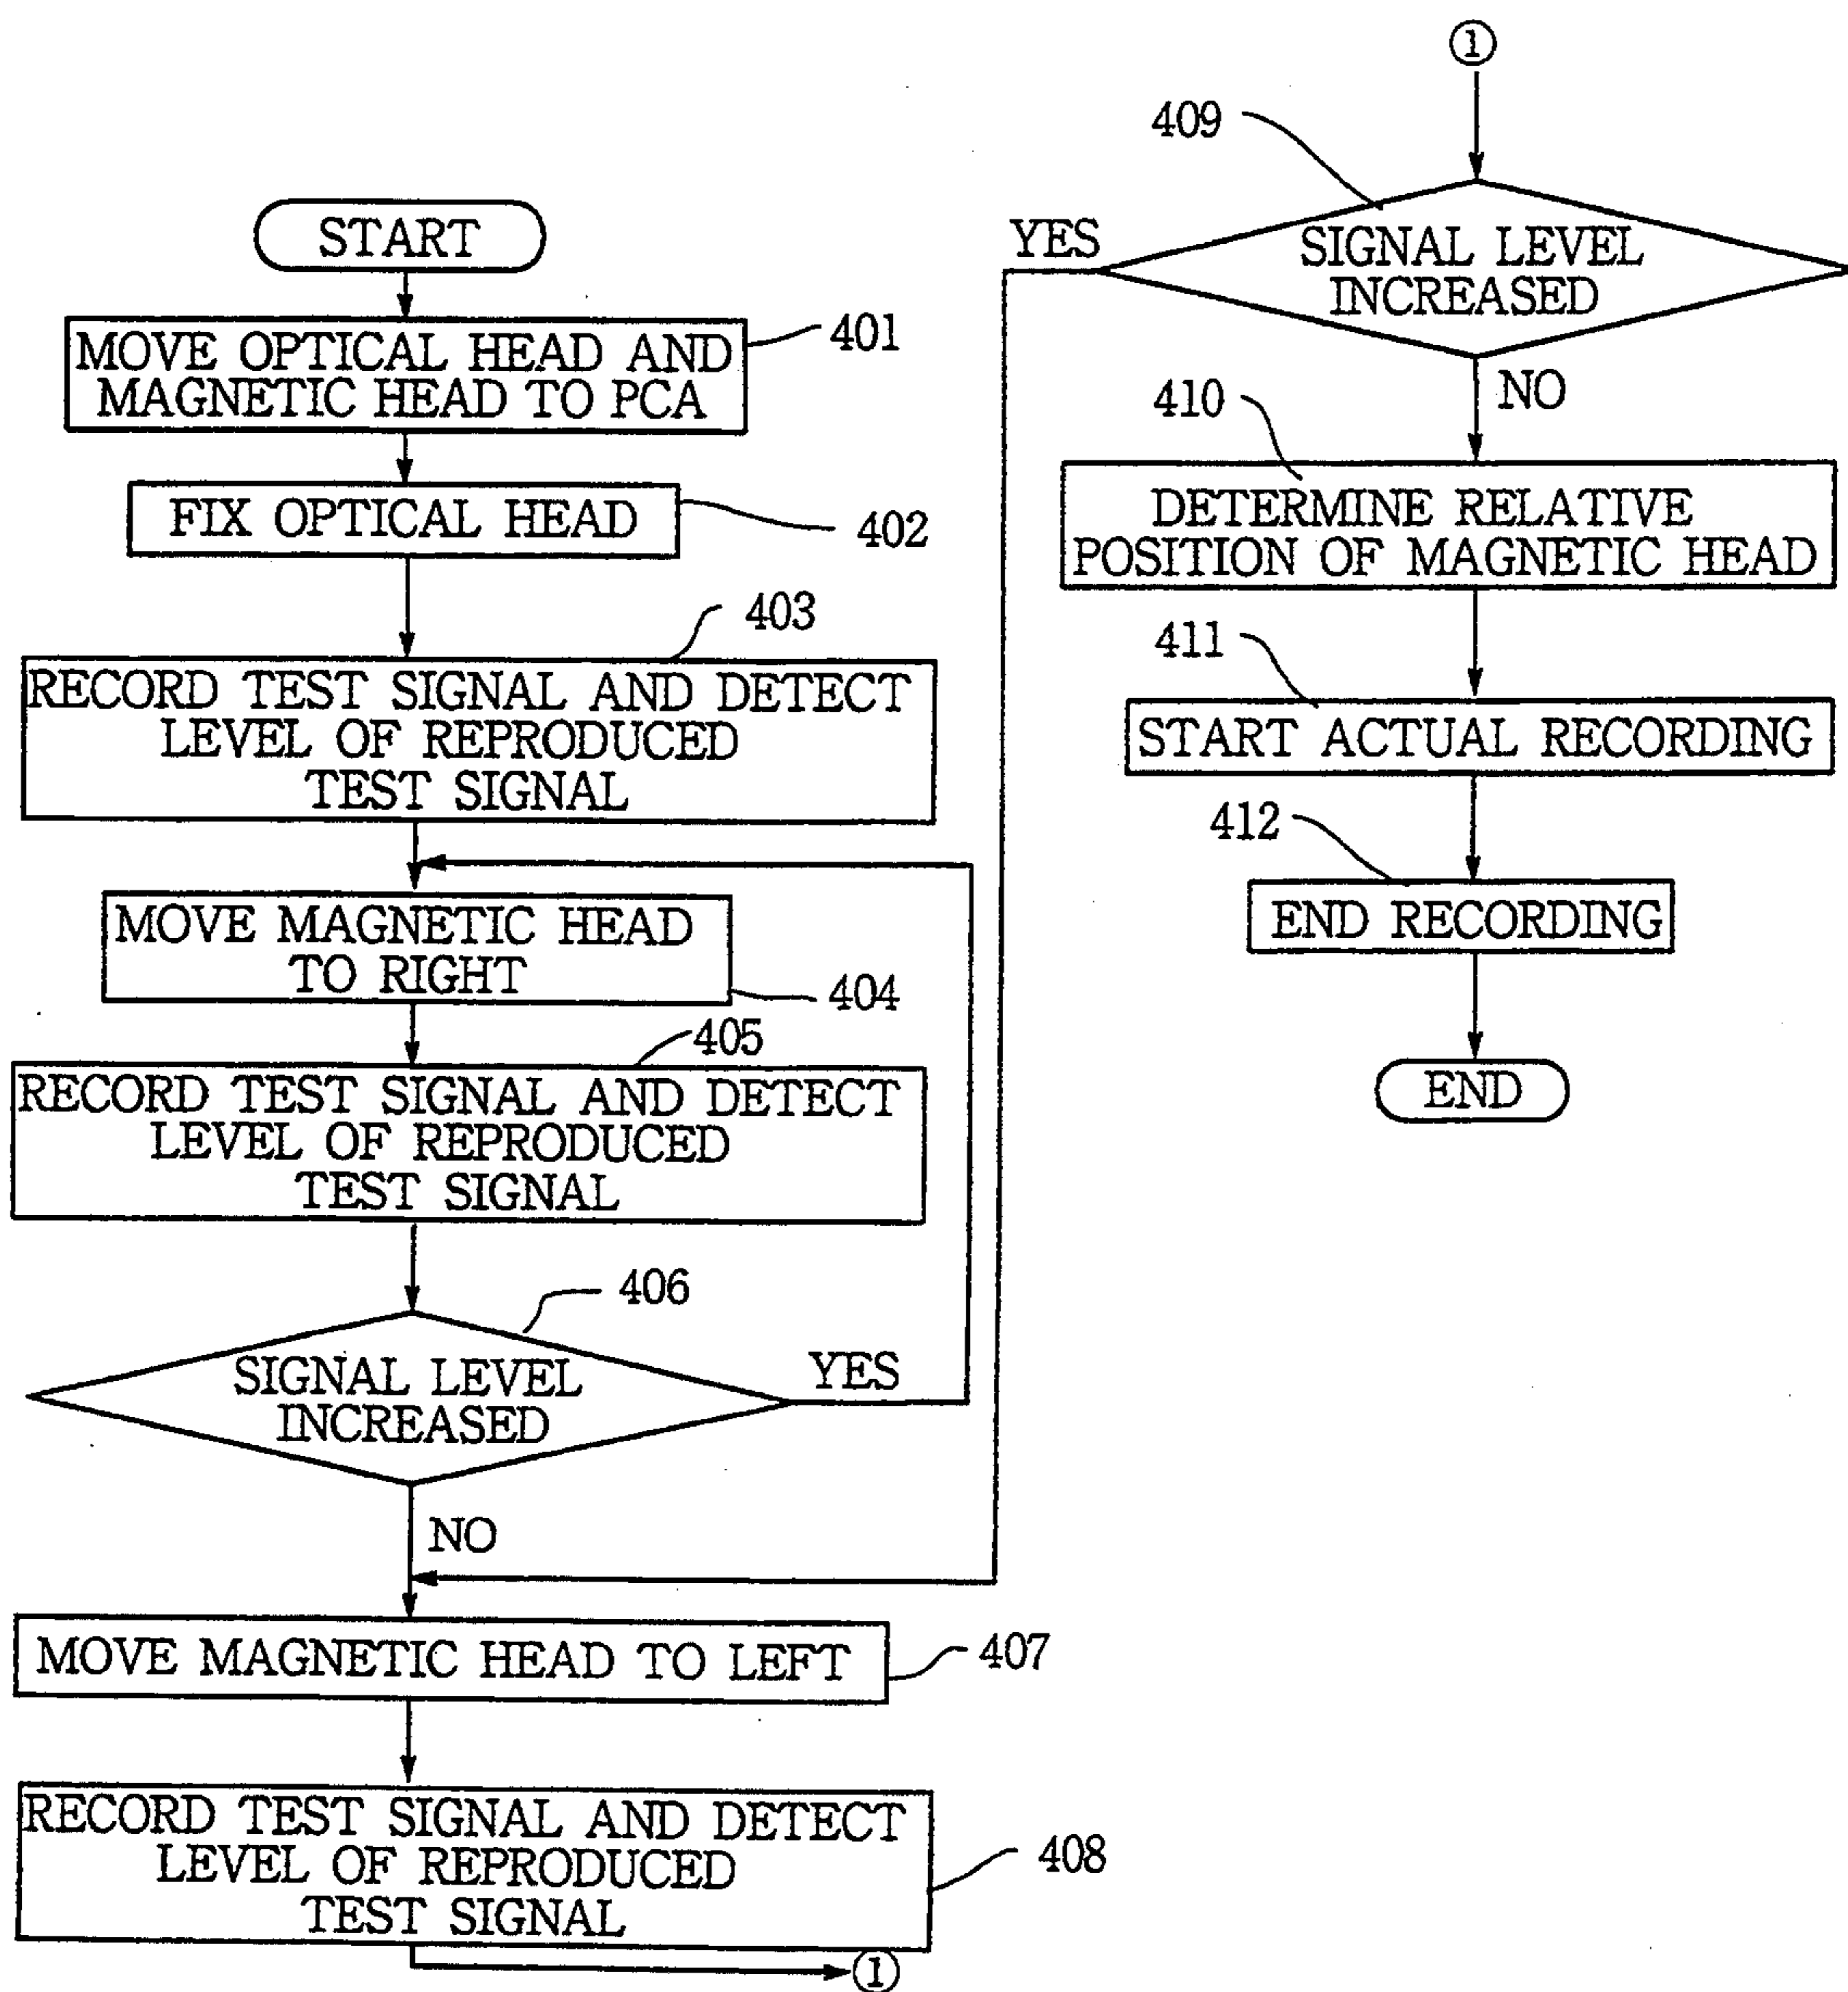 START
MOVE OPTICAL HEAD AND
MAGNETIC HEAD TO PCA
401
FIX OPTICAL HEAD
402
403
RECORD TEST SIGNAL AND DETECT
LEVEL OF REPRODUCED
TEST SIGNAL
MOVE MAGNETIC HEAD
TO RIGHT
404
405
RECORD TEST SIGNAL AND DETECT
LEVEL OF REPRODUCED
TEST SIGNAL
406
SIGNAL LEVEL
INCREASED
YES
NO
MOVE MAGNETIC HEAD TO LEFT
407
RECORD TEST SIGNAL AND DETECT
LEVEL OF REPRODUCED
TEST SIGNAL
408
①
①
409
YES
SIGNAL LEVEL
INCREASED
NO
410
DETERMINE RELATIVE
POSITION OF MAGNETIC HEAD
411
START ACTUAL RECORDING
412
END RECORDING
END